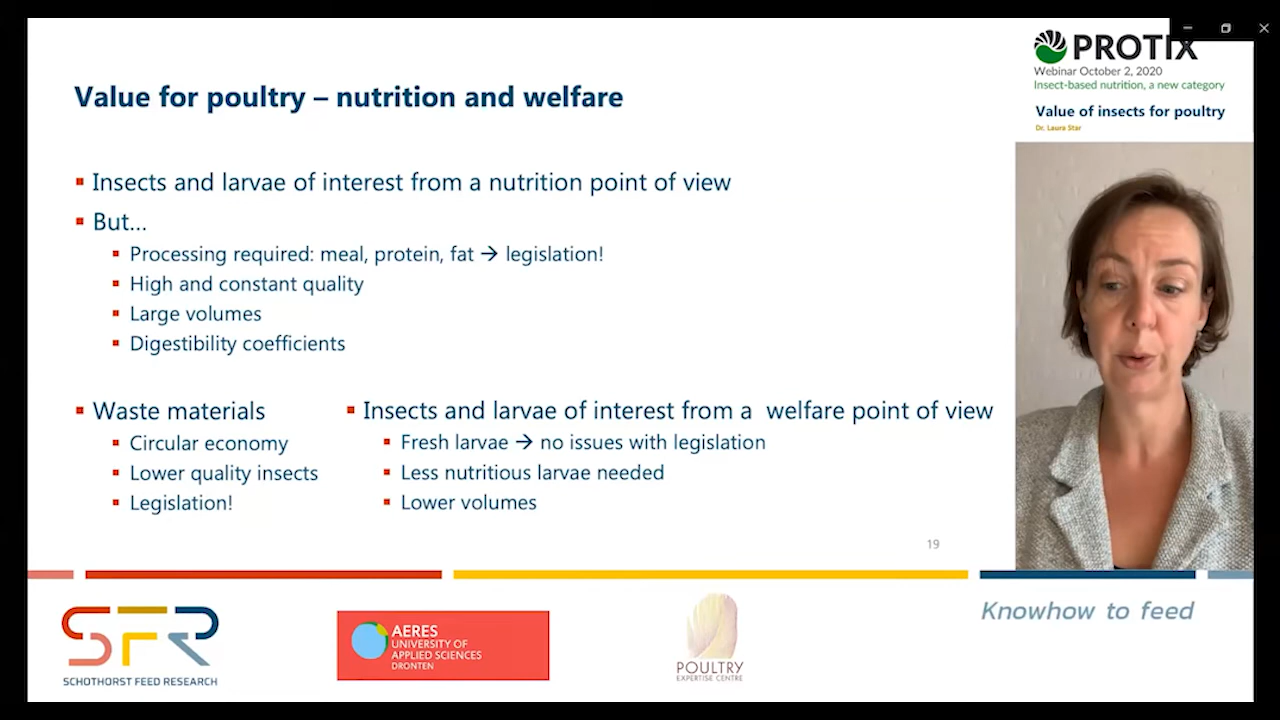 PROTIX
Webinar October 2, 2020
Insect-based nutrition, a new category
Value of insects for poultry
Dr. Laura Star
Value for poultry – nutrition and welfare
Insects and larvae of interest from a nutrition point of view
But...
Processing required: meal, protein, fat → legislation!
High and constant quality
Large volumes
Digestibility coefficients
Waste materials
Circular economy
Lower quality insects
Legislation!
Insects and larvae of interest from a welfare point of view
Fresh larvae → no issues with legislation
Less nutritious larvae needed
Lower volumes
19
SFR
SCHOTHORST FEED RESEARCH
AERES
UNIVERSITY OF
APPLIED SCIENCES
DRONTEN
POULTRY
EXPERTISE CENTRE
Knowhow to feed